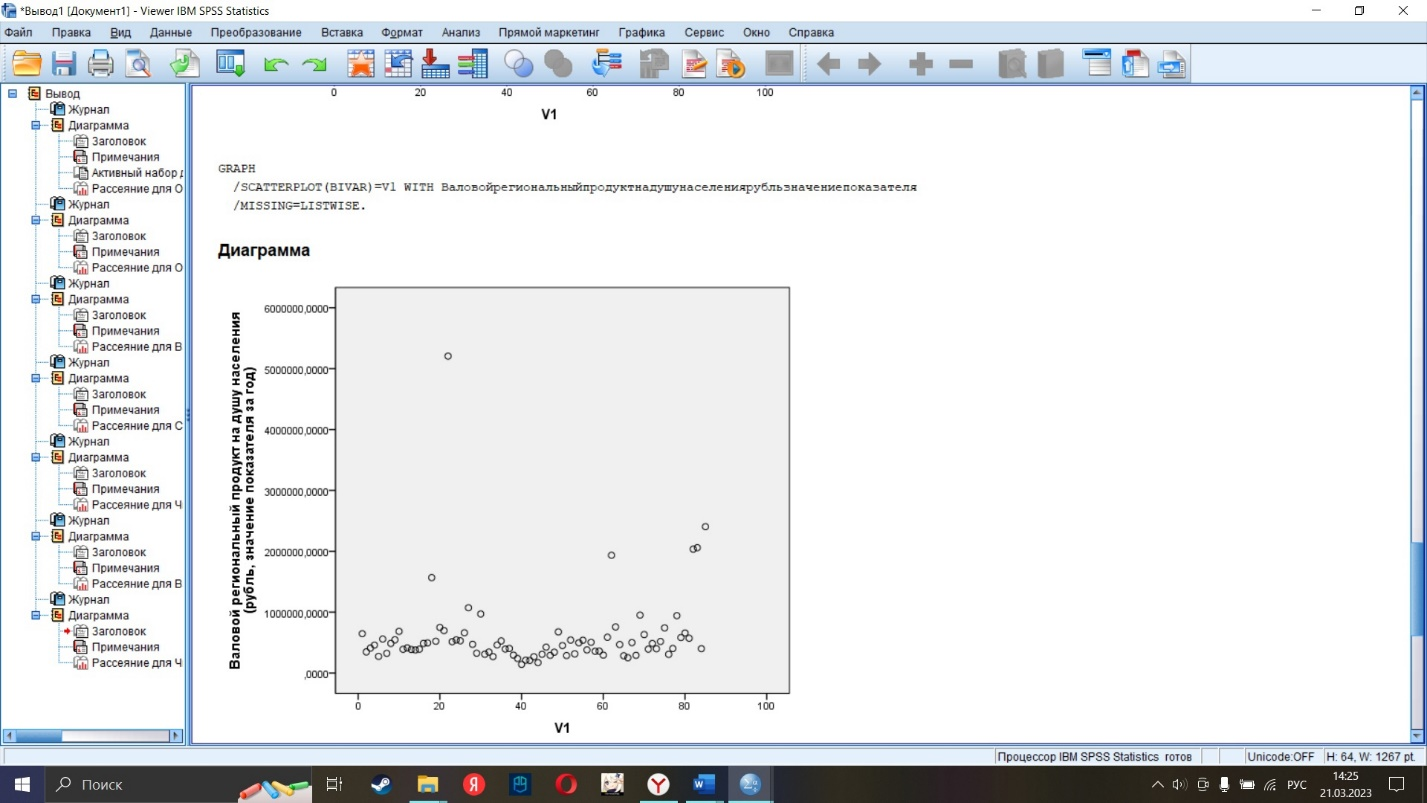 *Вывод1 [Документ1] - Viewer IBM SPSS Statistics
Файл Правка Вид Данные Преобразование Вставка Формат Анализ Прямой маркетинг Графика Сервис Окно Справка
Вывод
Журнал
Диаграмма
Заголовок
Примечания
Активный набор д
Рассеяние для О
Журнал
Диаграмма
Заголовок
Примечания
Рассеяние для О
Журнал
Диаграмма
Заголовок
Примечания
Рассеяние для В
Журнал
Диаграмма
Заголовок
Примечания
Рассеяние для С
Журнал
Диаграмма
Заголовок
Примечания
Рассеяние для Ч
Журнал
Диаграмма
Заголовок
Примечания
Рассеяние для В
Журнал
Диаграмма
Заголовок
Примечания
Рассеяние для Ч
0 20 40 60 80 100
V1
GRAPH
/SCATTERPLOT(BIVAR)=V1 WITH Валовойрегиональныйпродуктнадушунаселениярубльзначениепоказателя
/MISSING=LISTWISE.
Диаграмма
Валовой региональный продукт на душу населения
(рубль, значение показателя за год)
6000000,0000
5000000,0000
4000000,0000
3000000,0000
2000000,0000
1000000,0000
,0000
0 20 40 60 80 100
V1
Процессор IBM SPSS Statistics готов Unicode:OFF H: 64, W: 1267 pt.
Поиск
РУС
14:25
21.03.2023